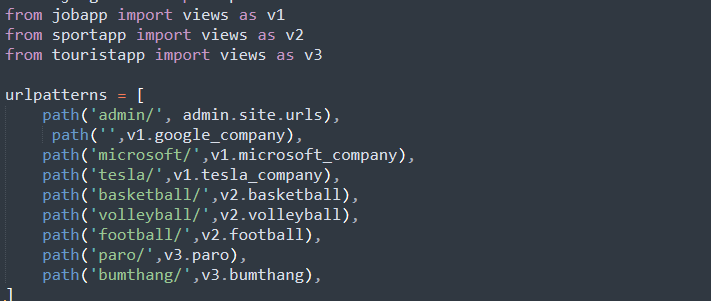 from jobapp import views as v1
from sportapp import views as v2
from touristapp import views as v3
urlpatterns = [
    path('admin/', admin.site.urls),
     path('',v1.google_company),
    path('microsoft/',v1.microsoft_company),
    path('tesla/',v1.tesla_company),
    path('basketball/',v2.basketball),
    path('volleyball/',v2.volleyball),
    path('football/',v2.football),
    path('paro/',v3.paro),
    path('bumthang/',v3.bumthang),
]